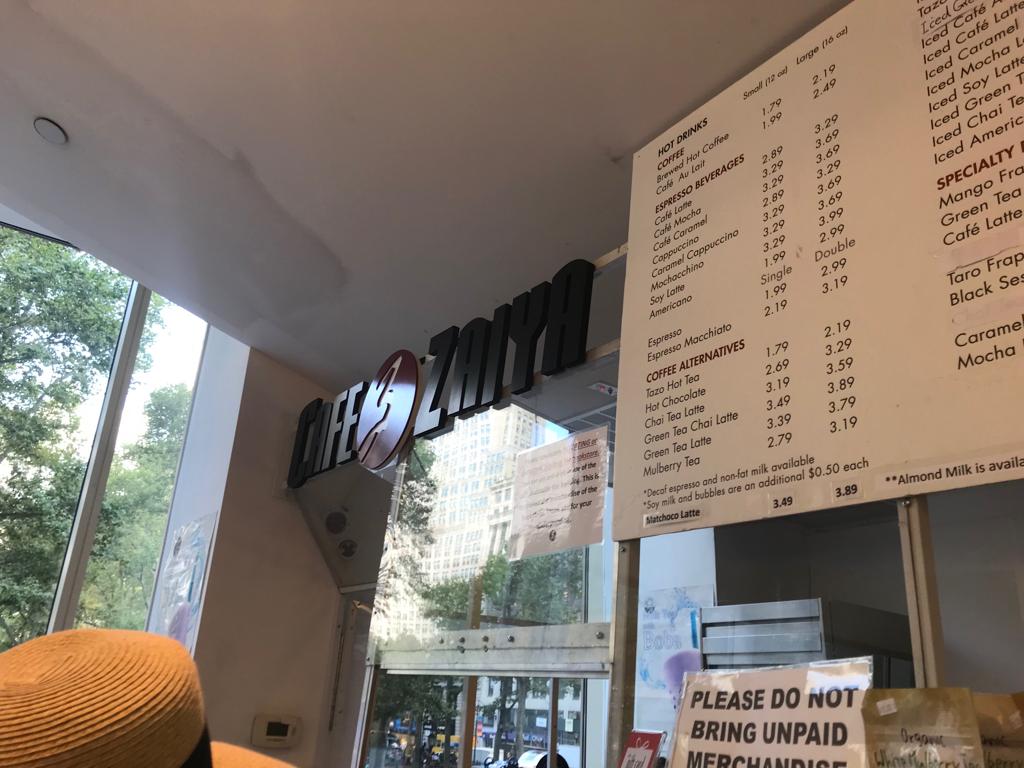 CAFE ZAIYA
Small (12 oz) Large (16 oz)
HOT DRINKS
COFFEE
Brewed Hot Coffee 1.79 2.19
Café Au Lait 1.99 2.49
ESPRESSO BEVERAGES
Café Latte 2.89 3.29
Café Mocha 3.29 3.69
Café Caramel 3.29 3.69
Cappuccino 2.89 3.29
Caramel Cappuccino 3.29 3.69
Mochacchino 3.29 3.69
Soy Latte 3.29 3.99
Americano 1.99 2.99
Single Double
Espresso 1.99 2.99
Espresso Macchiato 2.19 3.19
COFFEE ALTERNATIVES
Tazo Hot Tea 1.79 2.19
Hot Chocolate 2.69 3.29
Chai Tea Latte 3.19 3.59
Green Tea Chai Latte 3.49 3.89
Green Tea Latte 3.39 3.79
Mulberry Tea 2.79 3.19
*Decaf espresso and non-fat milk available
*Soy milk and bubbles are an additional $0.50 each
Matchoco Latte 3.49 3.89
Tazo
Iced
Iced Café
Iced Café Latte
Iced Caramel
Iced Mocha
Iced Soy Latte
Iced Green
Iced Chai
Iced
SPECIALTY
Mango
Green Tea
Café Latte
Taro
Black
Caramel
Mocha
**Almond Milk is
Boba
PLEASE DO NOT
BRING UNPAID
MERCHANDISE
Organic